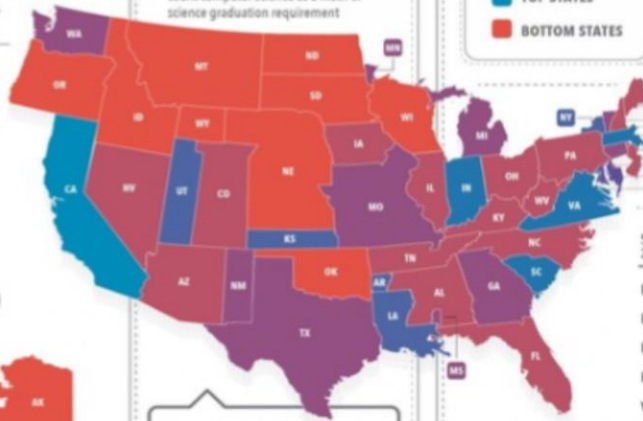 science graduation requirement
BOTTOM STATES
WA
MN
MT
ND
OR
SD
ID
WI
WY
NY
MI
IA
PA
NE
OH
IL
IN
CA
NV
UT
CO
WV
VA
MO
KY
KS
NC
TN
OK
AZ
NM
AR
SC
AL
GA
LA
TX
FL
MS
AK